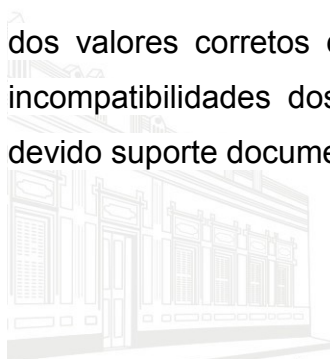 dos valores corretos
incompatibilidades dos
devido suporte docume